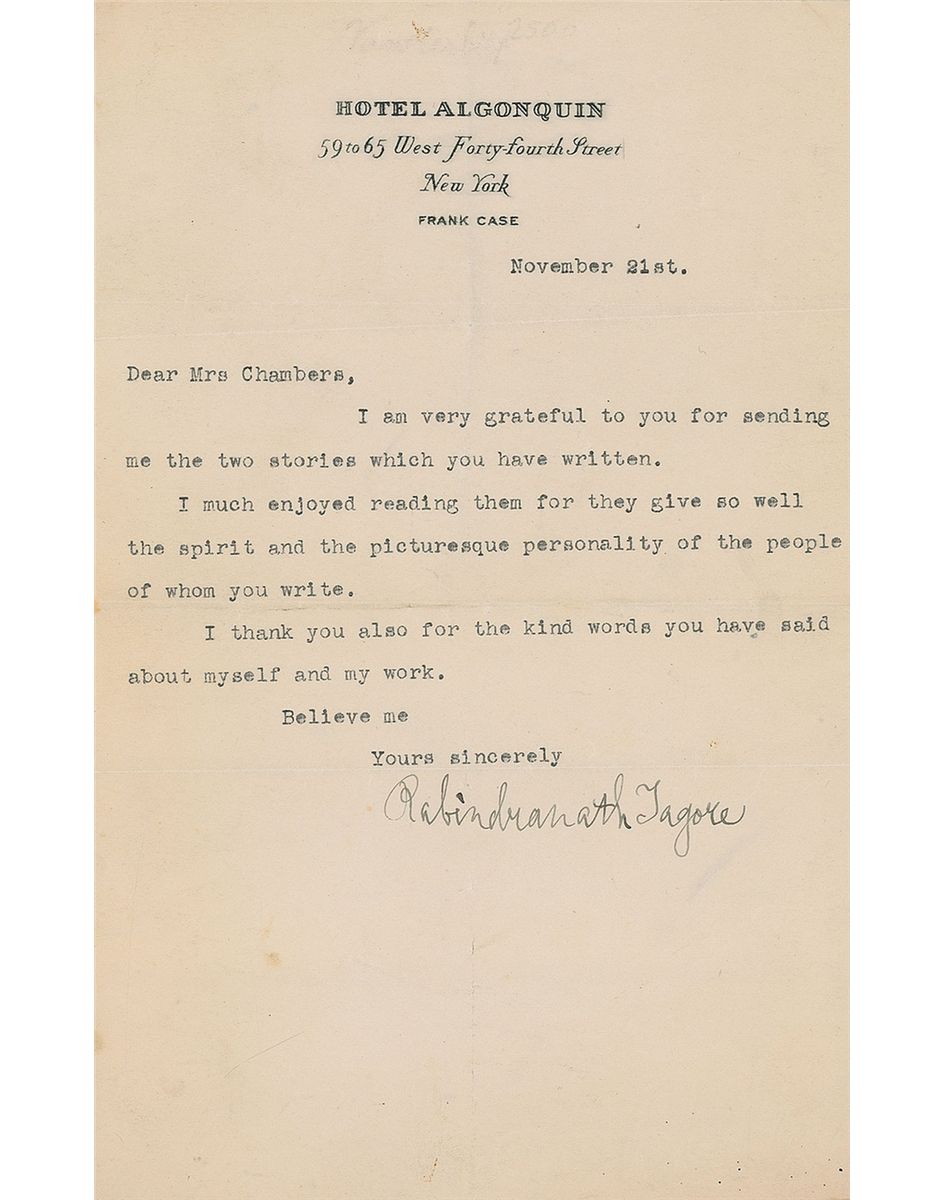 HOTEL ALGONQUIN
59 to 65 West Forty-fourth Street
New York
FRANK CASE
November 21st.
Dear Mrs Chambers,
I am very grateful to you for sending
me the two stories which you have written.
I much enjoyed reading them for they give so well
the spirit and the picturesque personality of the people
of whom you write.
I thank you also for the kind words you have said
about myself and my work.
Believe me
Yours sincerely
Rabindranath Tagore